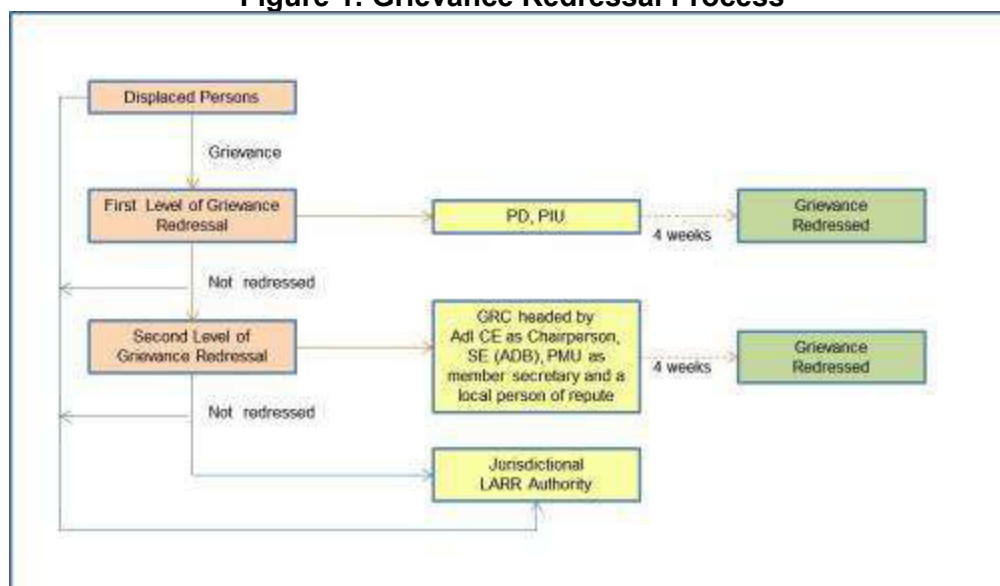 Figure 1: Grievance Redressal Process
Displaced Persons
Grievance
First Level of Grievance
Redressal
PD, PIU
4 weeks
Grievance
Redressed
Not redressed
Second Level of
Grievance Redressal
GRC headed by
Adl CE as Chairperson,
SE (ADB), PMU as
member secretary and a
local person of repute
4 weeks
Grievance
Redressed
Not redressed
Jurisdictional
LARR Authority